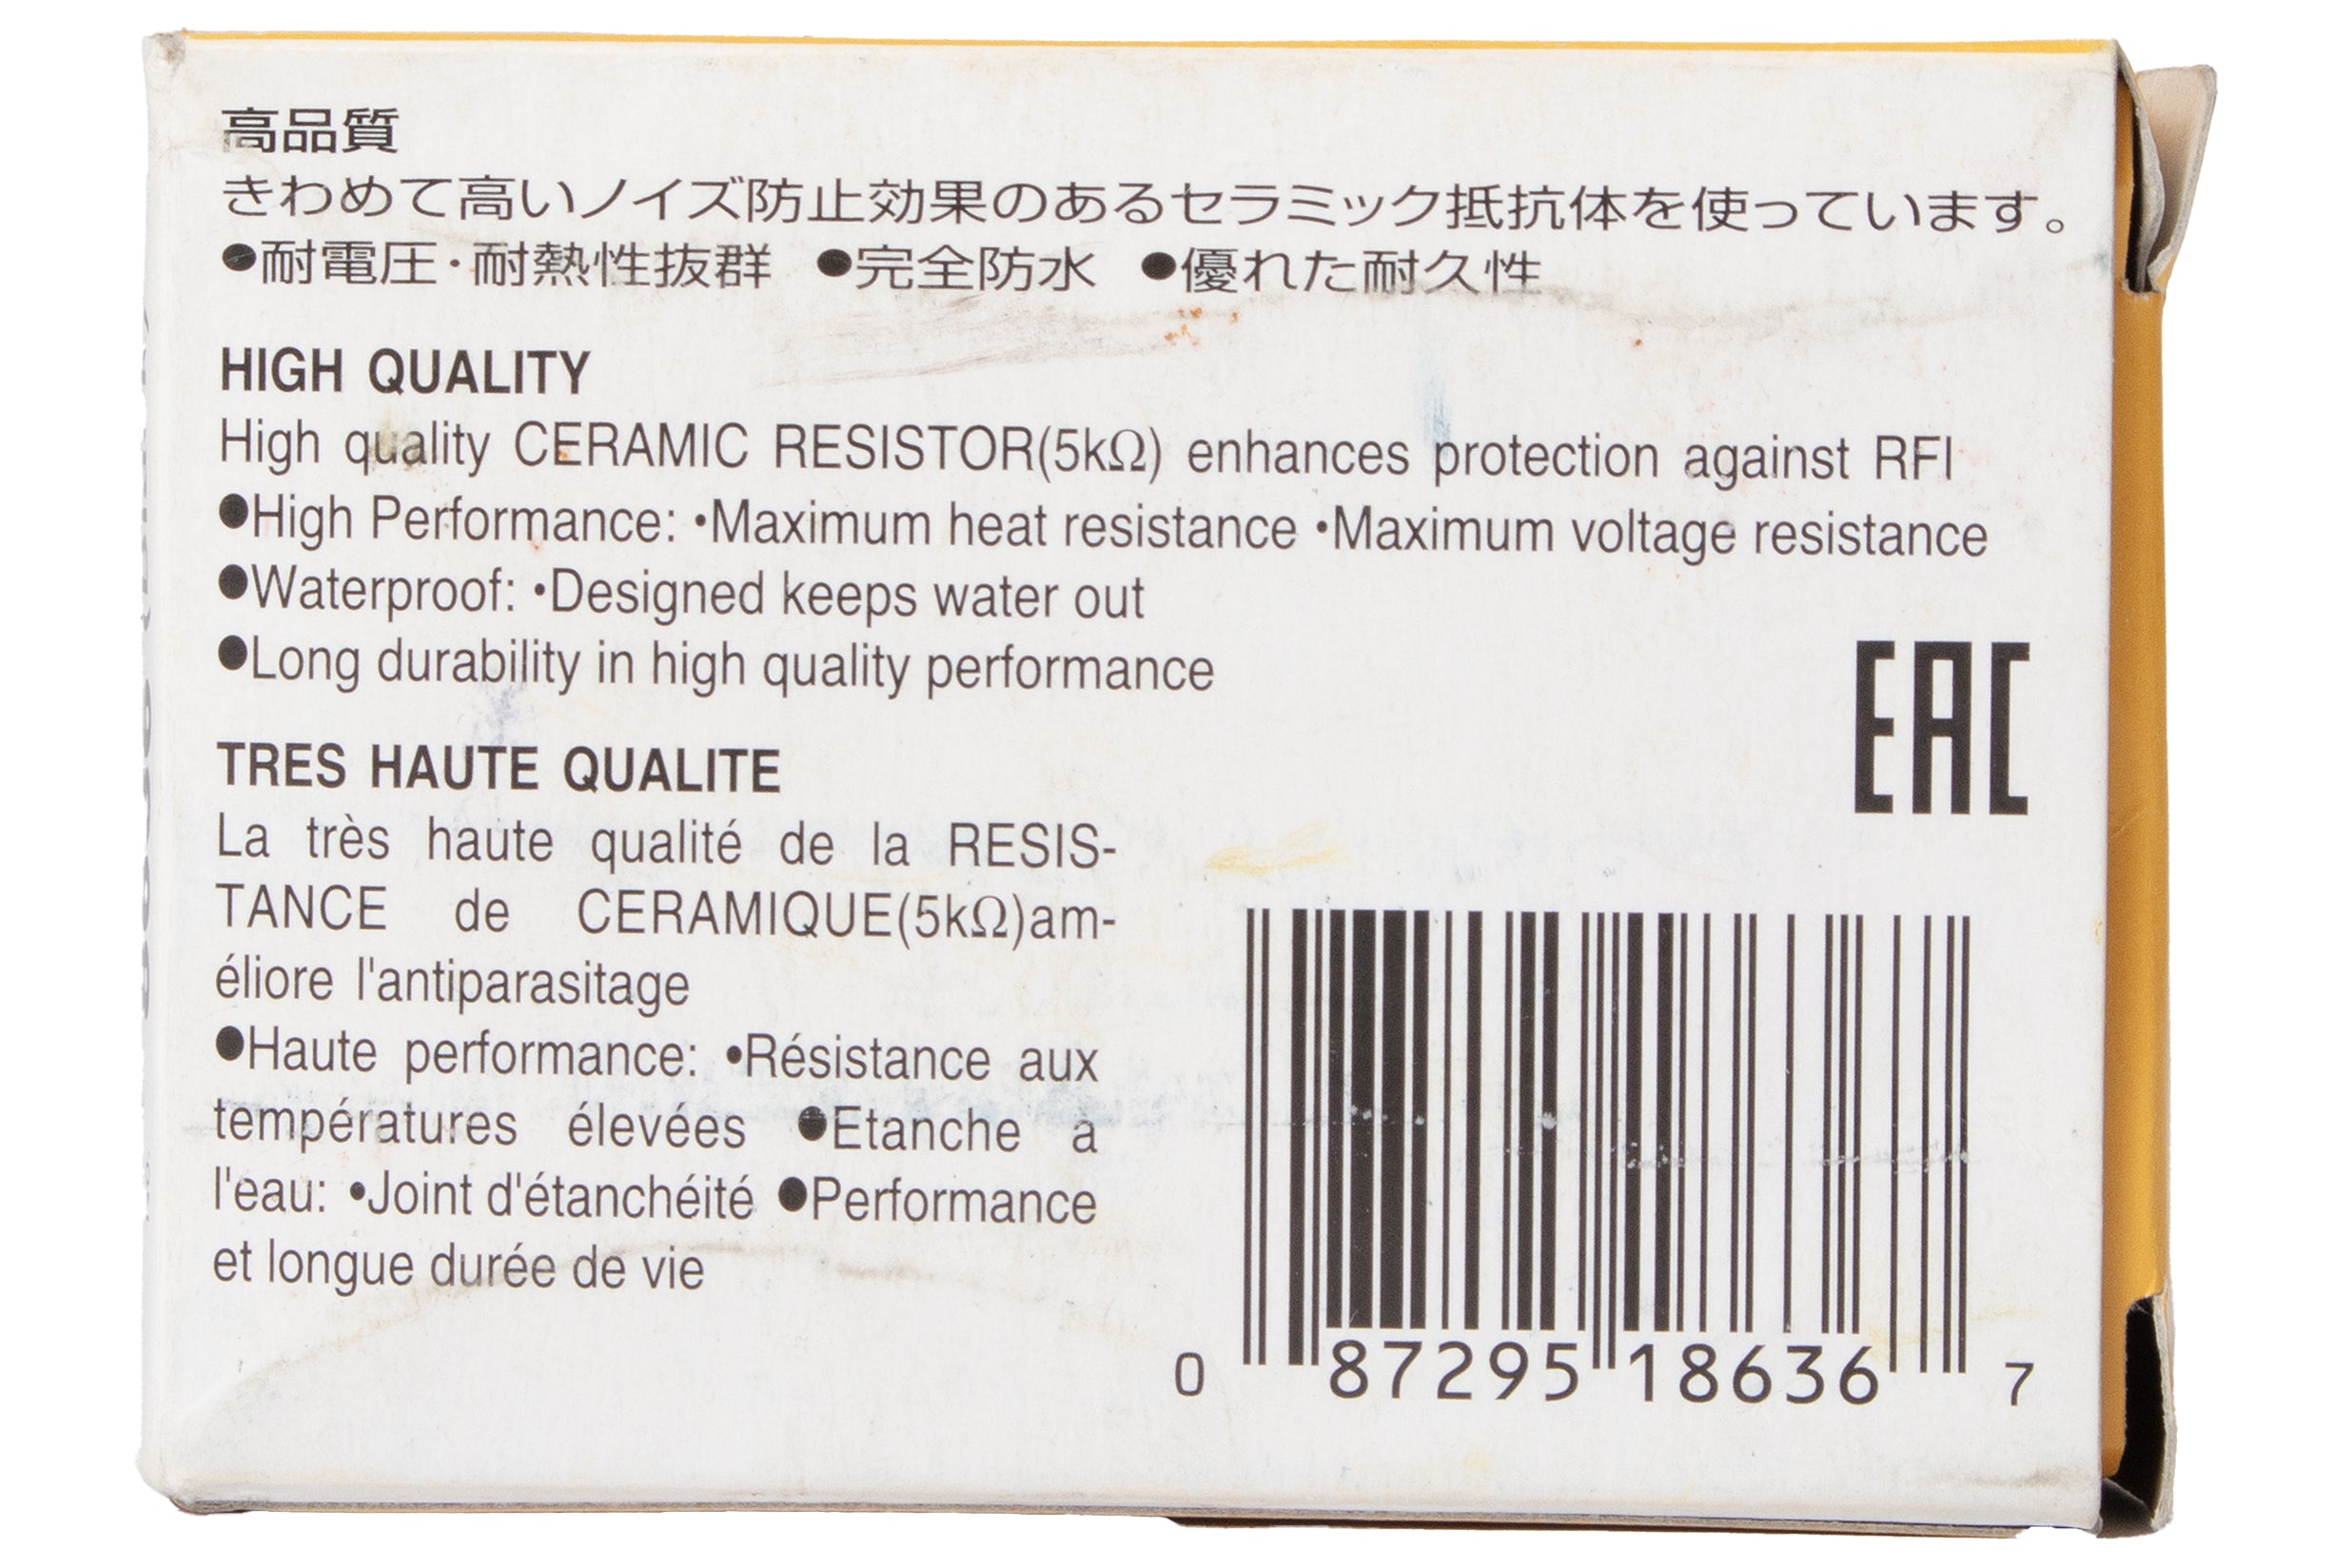 高品質
きわめて高いノイズ防止効果のあるセラミック抵抗体を使っています。
●耐電圧・耐熱性抜群 ●完全防水 ●優れた耐久性
HIGH QUALITY
High quality CERAMIC RESISTOR(5kΩ) enhances protection against RFI
●High Performance: •Maximum heat resistance •Maximum voltage resistance
●Waterproof: •Designed keeps water out
●Long durability in high quality performance
EAC
TRES HAUTE QUALITE
La très haute qualité de la RESIS-
TANCE de CERAMIQUE(5kΩ)am-
éliore l'antiparasitage
●Haute performance: •Résistance aux
températures élevées ●Etanche a
l'eau: •Joint d'étanchéité ●Performance
et longue durée de vie
0 87295 18636 7